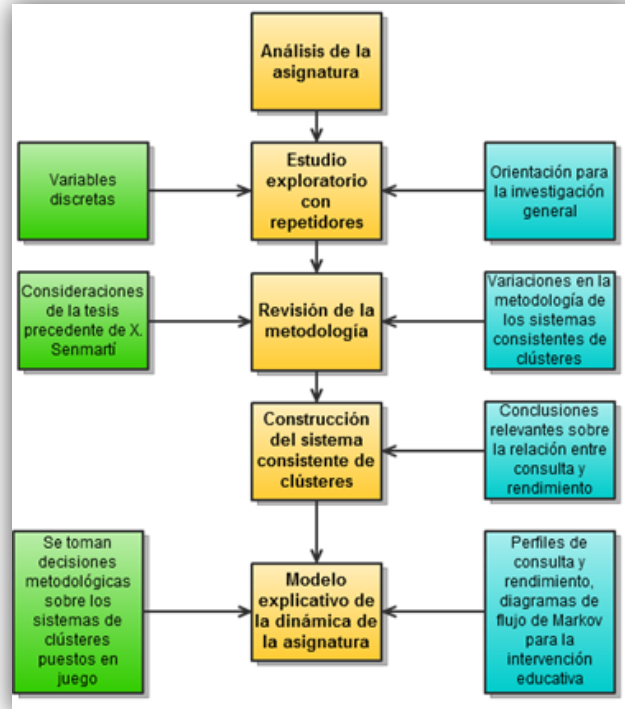 Análisis de la
asignatura
Variables
discretas
Estudio
exploratorio
con
repetidores
Orientación para
la investigació
general
Consideraciones
de la tesis
precedente de X.
Senmartí
Revisión de la
metodología
Variaciones en la
metodología de
los sistemas
consistentes de
clústeres
Construcción
del sistema
consistente de
clústeres
Conclusiones
relevantes sobre
la relación entre
consulta y
rendimiento
Se toman
decisiones
metodológicas
sobre los
sistemas de
clústeres
puestos en
juego
Modelo
explicativo de
la dinámica de
la asignatura
Perfiles de
consulta y
rendimiento,
diagramas de
flujo de Markov
para la
intervención
educativa